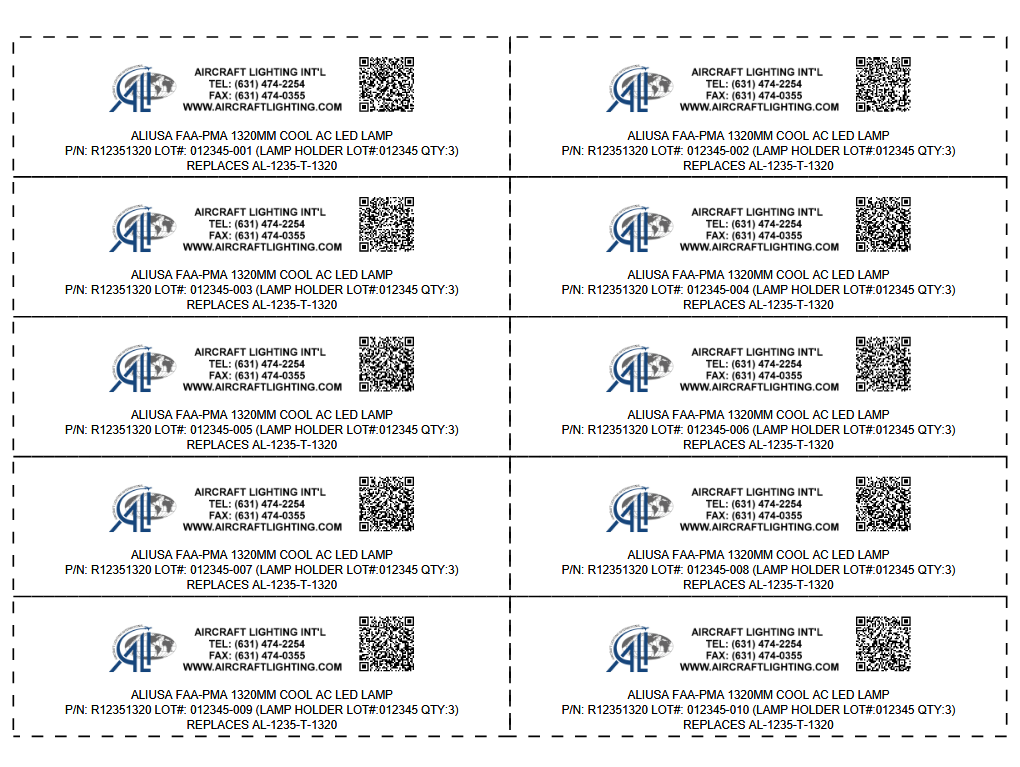 AIRCRAFT LIGHTING INT'L
TEL: (631) 474-2254
FAX: (631) 474-0355
WWW.AIRCRAFTLIGHTING.COM
ALIUSA FAA-PMA 1320MM COOL AC LED LAMP
P/N: R12351320 LOT#: 012345-001 (LAMP HOLDER LOT#:012345 QTY:3)
REPLACES AL-1235-T-1320
AIRCRAFT LIGHTING INT'L
TEL: (631) 474-2254
FAX: (631) 474-0355
WWW.AIRCRAFTLIGHTING.COM
ALIUSA FAA-PMA 1320MM COOL AC LED LAMP
P/N: R12351320 LOT#: 012345-002 (LAMP HOLDER LOT#:012345 QTY:3)
REPLACES AL-1235-T-1320
AIRCRAFT LIGHTING INT'L
TEL: (631) 474-2254
FAX: (631) 474-0355
WWW.AIRCRAFTLIGHTING.COM
ALIUSA FAA-PMA 1320MM COOL AC LED LAMP
P/N: R12351320 LOT#: 012345-003 (LAMP HOLDER LOT#:012345 QTY:3)
REPLACES AL-1235-T-1320
AIRCRAFT LIGHTING INT'L
TEL: (631) 474-2254
FAX: (631) 474-0355
WWW.AIRCRAFTLIGHTING.COM
ALIUSA FAA-PMA 1320MM COOL AC LED LAMP
P/N: R12351320 LOT#: 012345-004 (LAMP HOLDER LOT#:012345 QTY:3)
REPLACES AL-1235-T-1320
AIRCRAFT LIGHTING INT'L
TEL: (631) 474-2254
FAX: (631) 474-0355
WWW.AIRCRAFTLIGHTING.COM
ALIUSA FAA-PMA 1320MM COOL AC LED LAMP
P/N: R12351320 LOT#: 012345-005 (LAMP HOLDER LOT#:012345 QTY:3)
REPLACES AL-1235-T-1320
AIRCRAFT LIGHTING INT'L
TEL: (631) 474-2254
FAX: (631) 474-0355
WWW.AIRCRAFTLIGHTING.COM
ALIUSA FAA-PMA 1320MM COOL AC LED LAMP
P/N: R12351320 LOT#: 012345-006 (LAMP HOLDER LOT#:012345 QTY:3)
REPLACES AL-1235-T-1320
AIRCRAFT LIGHTING INT'L
TEL: (631) 474-2254
FAX: (631) 474-0355
WWW.AIRCRAFTLIGHTING.COM
ALIUSA FAA-PMA 1320MM COOL AC LED LAMP
P/N: R12351320 LOT#: 012345-007 (LAMP HOLDER LOT#:012345 QTY:3)
REPLACES AL-1235-T-1320
AIRCRAFT LIGHTING INT'L
TEL: (631) 474-2254
FAX: (631) 474-0355
WWW.AIRCRAFTLIGHTING.COM
ALIUSA FAA-PMA 1320MM COOL AC LED LAMP
P/N: R12351320 LOT#: 012345-008 (LAMP HOLDER LOT#:012345 QTY:3)
REPLACES AL-1235-T-1320
AIRCRAFT LIGHTING INT'L
TEL: (631) 474-2254
FAX: (631) 474-0355
WWW.AIRCRAFTLIGHTING.COM
ALIUSA FAA-PMA 1320MM COOL AC LED LAMP
P/N: R12351320 LOT#: 012345-009 (LAMP HOLDER LOT#:012345 QTY:3)
REPLACES AL-1235-T-1320
AIRCRAFT LIGHTING INT'L
TEL: (631) 474-2254
FAX: (631) 474-0355
WWW.AIRCRAFTLIGHTING.COM
ALIUSA FAA-PMA 1320MM COOL AC LED LAMP
P/N: R12351320 LOT#: 012345-010 (LAMP HOLDER LOT#:012345 QTY:3)
REPLACES AL-1235-T-1320